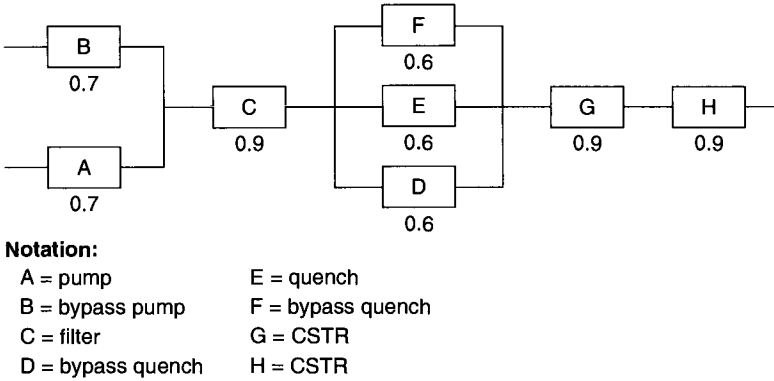 F
B
0.6
0.7
C
E
G
H
0.9
0.6
0.9
0.9
A
D
0.7
0.6
Notation:
A = pump E = quench
B = bypass pump F = bypass quench
C = filter G = CSTR
D = bypass quench H = CSTR